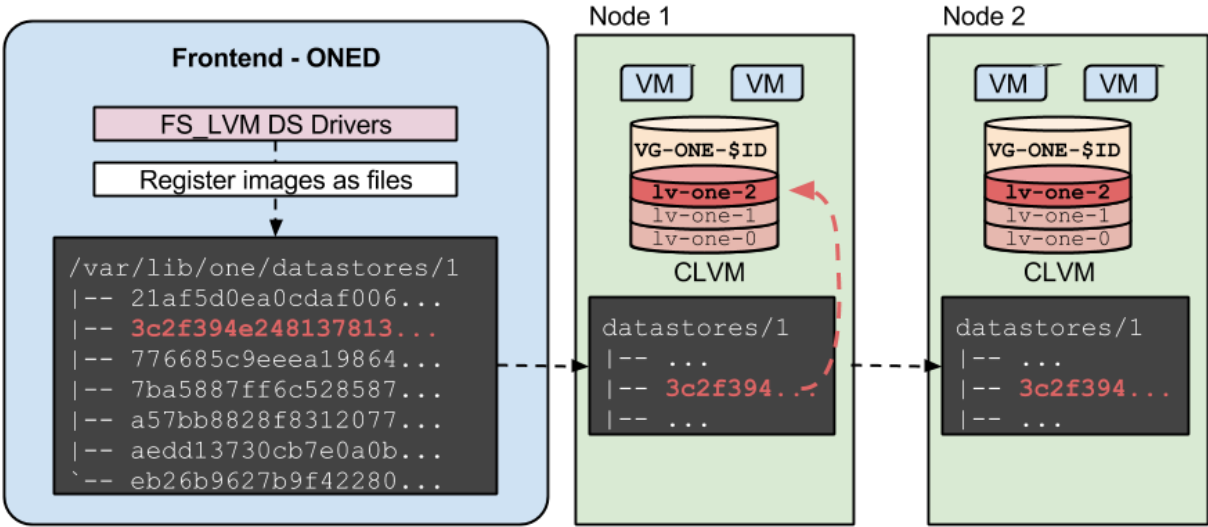 Frontend - ONED
FS_LVM DS Drivers
Register images as files
/var/lib/one/datastores/1
|-- 21af5d0ea0cdaf006...
|-- 3c2f394e248137813...
|-- 776685c9eeea19864...
|-- 7ba5887ff6c528587...
|-- a57bb8828f8312077...
|-- aedd13730cb7e0a0b...
`-- eb26b9627b9f42280...
Node 1
VM VM
VG-ONE-$ID
lv-one-2
lv-one-1
lv-one-0
CLVM
datastores/1
|-- ...
|-- 3c2f394...
|-- ...
Node 2
VM VM
VG-ONE-$ID
lv-one-2
lv-one-1
lv-one-0
CLVM
datastores/1
|-- ...
|-- 3c2f394...
|-- ...